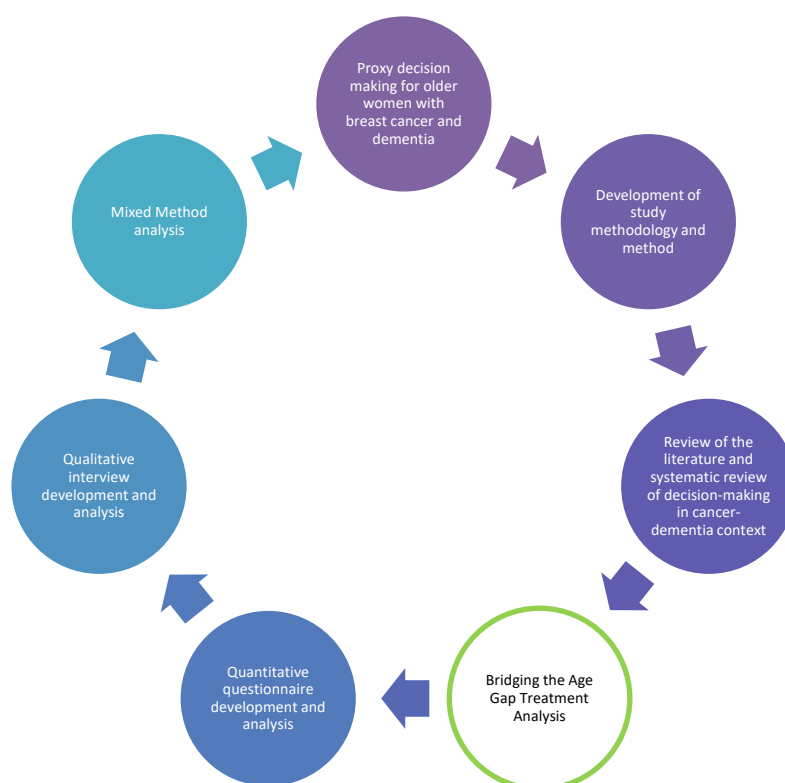 Proxy decision
making for older
women with
breast cancer and
dementia
Development of
study
methodology and
method
Review of the
literature and
systematic review
of decision-making
in cancer-
dementia context
Bridging the Age
Gap Treatment
Analysis
Quantitative
questionnaire
development and
analysis
Qualitative
interview
development and
analysis
Mixed Method
analysis